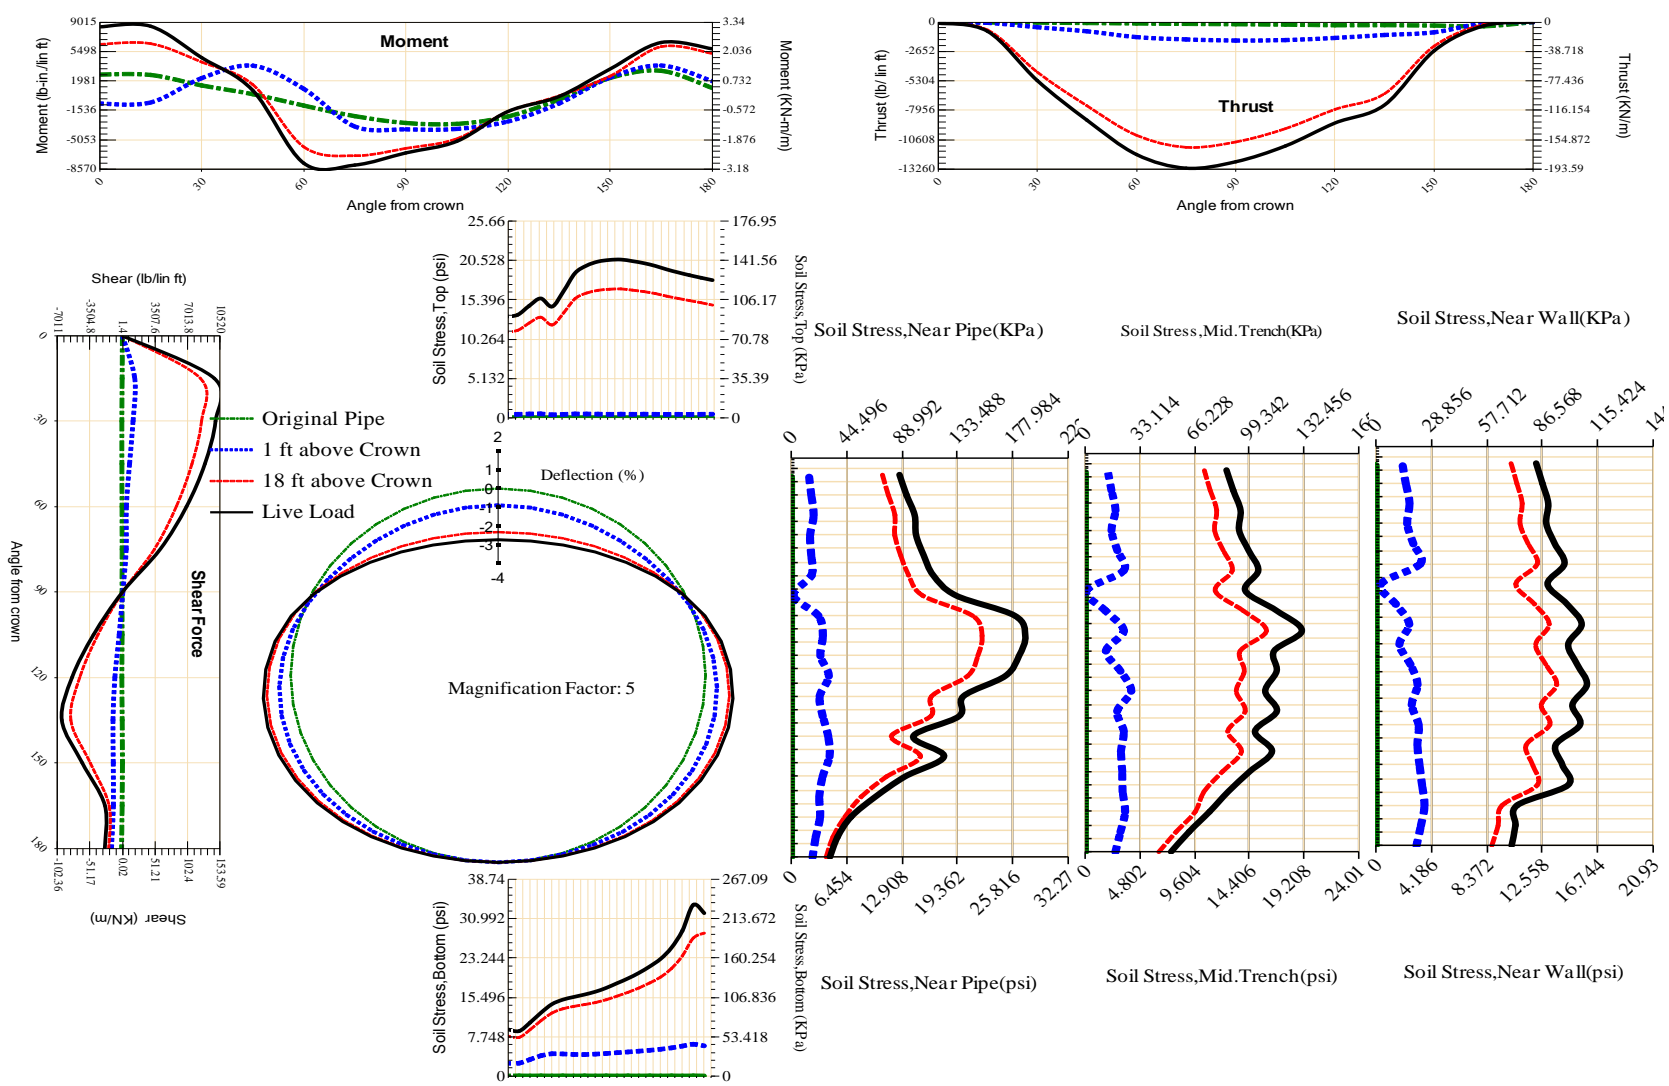 Moment
Moment (lb-in./lin ft)
9015
5498
1981
-1536
-5053
-8570
3.34
2.036
0.732
-0.572
-1.876
-3.18
Moment (KN-m/m)
0 30 60 90 120 150 180
Angle from crown
Thrust
Thrust (lb/ lin ft)
0
-2652
-5304
-7956
-10608
-13260
0
-38.718
-77.436
-116.154
-154.872
-193.59
Thrust (KN/m)
0 30 60 90 120 150 180
Angle from crown
Soil Stress,Top (psi)
25.66
20.528
15.396
10.264
5.132
0
176.95
141.56
106.17
70.78
35.39
0
Soil Stress,Top (KPa)
Shear (lb/lin ft)
-7011 -3504.8 1.4 3507.6 7013.8 10520
0
30
60
90
120
150
180
Angle from crown
Shear Force
-102.36 -51.17 0.02 51.21 102.4 153.59
Shear (KN/m)
Original Pipe
1 ft above Crown
18 ft above Crown
Live Load
Deflection (%)
2
1
0
-1
-2
-3
-4
Magnification Factor: 5
Soil Stress,Bottom (psi)
38.74
30.992
23.244
15.496
7.748
0
267.09
213.672
160.254
106.836
53.418
0
Soil Stress,Bottom (KPa)
Soil Stress,Near Pipe(KPa)
0 44.496 88.992 133.488 177.984 22
0 6.454 12.908 19.362 25.816 32.27
Soil Stress,Near Pipe(psi)
Soil Stress,Mid.Trench(KPa)
0 33.114 66.228 99.342 132.456 16
0 4.802 9.604 14.406 19.208 24.01
Soil Stress,Mid.Trench(psi)
Soil Stress,Near Wall(KPa)
0 28.856 57.712 86.568 115.424 14
0 4.186 8.372 12.558 16.744 20.93
Soil Stress,Near Wall(psi)